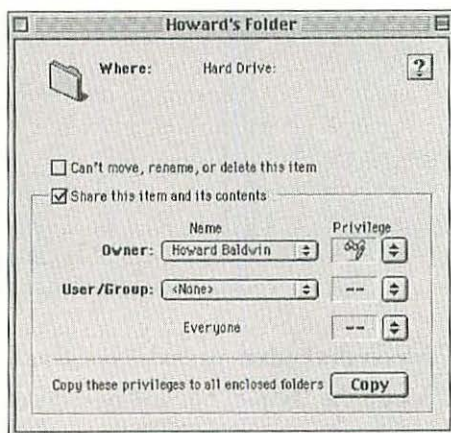 Howard's Folder
Where: Hard Drive:
?
Can't move, rename, or delete this item
Share this item and its contents
Name Privilege
Owner: Howard Baldwin
User/Group: <None> --
Everyone --
Copy these privileges to all enclosed folders Copy